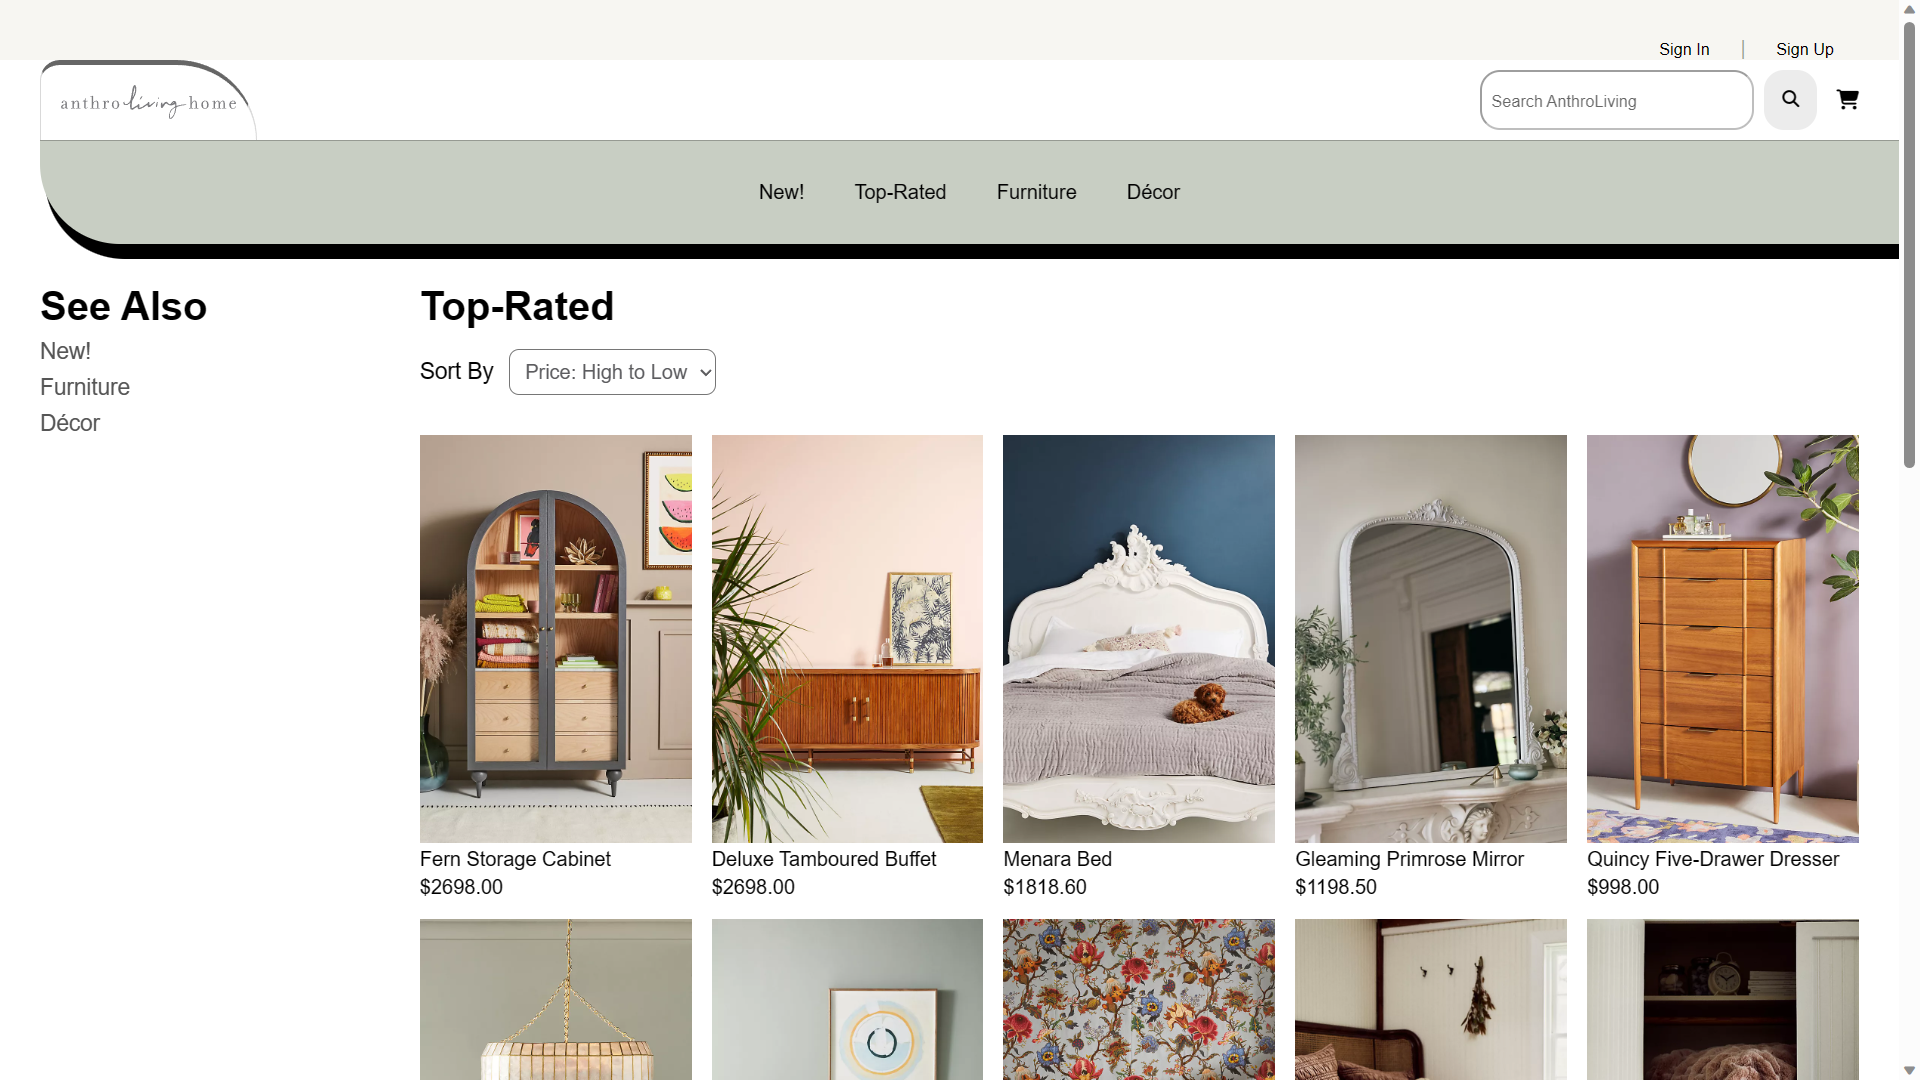 Sign In
Sign Up
anthro living home
Search AnthroLiving
New!
Top-Rated
Furniture
Décor
See Also
New!
Furniture
Décor
Top-Rated
Sort By
Price: High to Low
Fern Storage Cabinet
$2698.00
Deluxe Tamboured Buffet
$2698.00
Menara Bed
$1818.60
Gleaming Primrose Mirror
$1198.50
Quincy Five-Drawer Dresser
$998.00